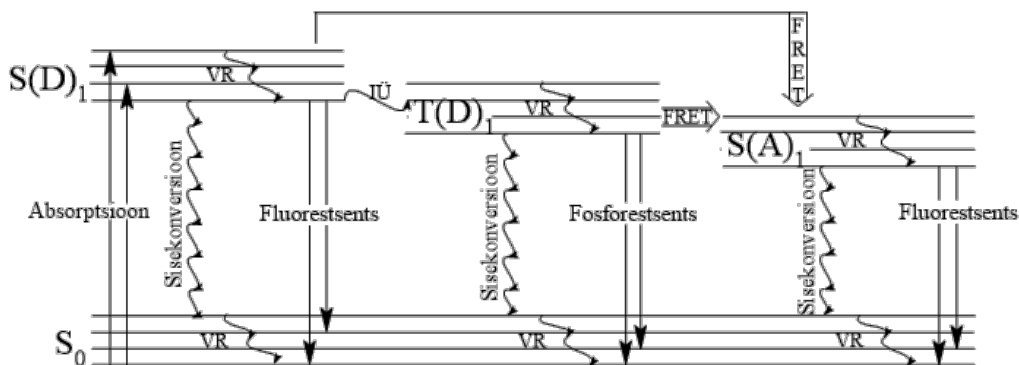 FRET
S(D)₁
VR
IÜ
T(D)₁
VR
FRET
S(A)₁
VR
Absorptsioon
Sisekonversioon
Fluorestsents
Sisekonversioon
Fosforestsents
Sisekonversioon
Fluorestsents
S₀
VR
VR
VR